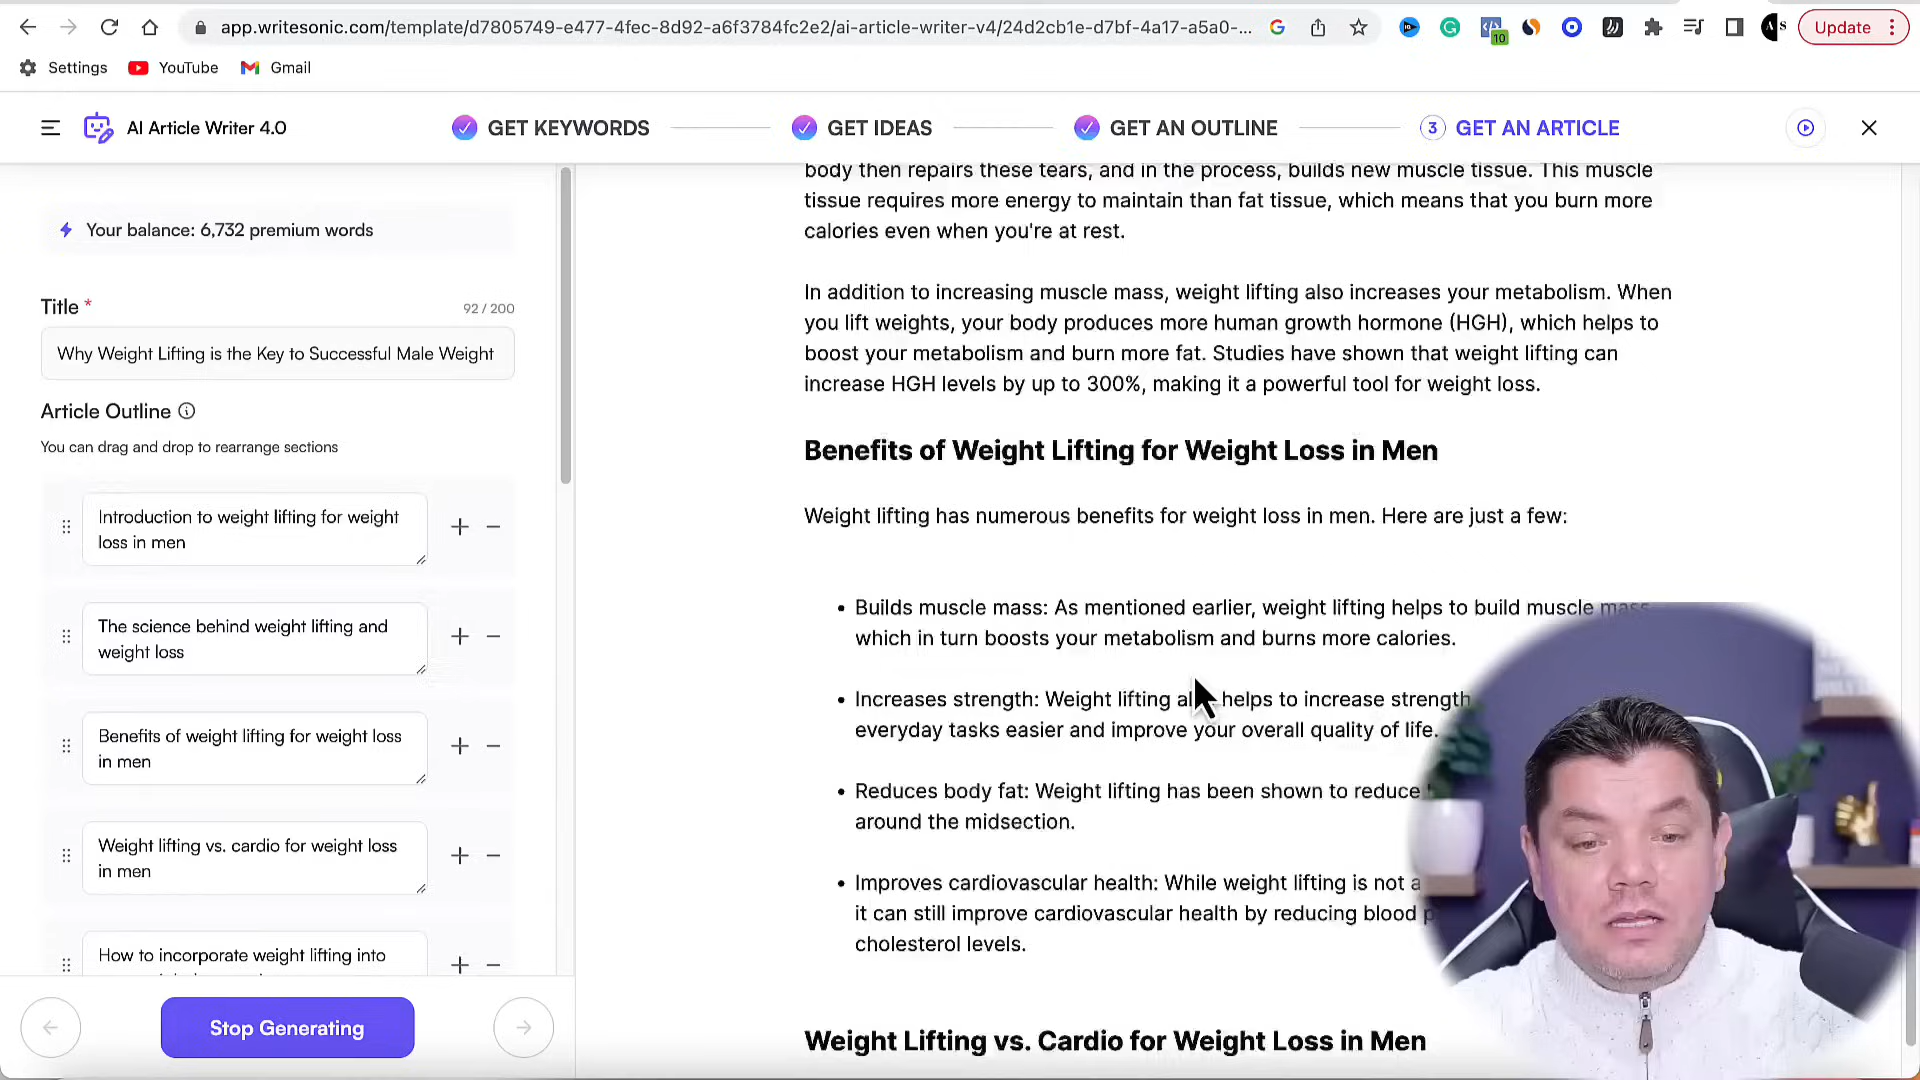 app.writesonic.com/template/d7805749-e477-4fec-8d92-a6f3784fc2e2/ai-article-writer-v4/24d2cb1e-d7bf-4a17-a5a0-...
10
A S
Update
Settings
YouTube
Gmail
AI Article Writer 4.0
GET KEYWORDS
GET IDEAS
GET AN OUTLINE
3 GET AN ARTICLE
Your balance: 6,732 premium words
Title *
92 / 200
Why Weight Lifting is the Key to Successful Male Weight
Article Outline
You can drag and drop to rearrange sections
Introduction to weight lifting for weight
loss in men
The science behind weight lifting and
weight loss
Benefits of weight lifting for weight loss
in men
Weight lifting vs. cardio for weight loss
in men
How to incorporate weight lifting into
Stop Generating
body then repairs these tears, and in the process, builds new muscle tissue. This muscle
tissue requires more energy to maintain than fat tissue, which means that you burn more
calories even when you're at rest.
In addition to increasing muscle mass, weight lifting also increases your metabolism. When
you lift weights, your body produces more human growth hormone (HGH), which helps to
boost your metabolism and burn more fat. Studies have shown that weight lifting can
increase HGH levels by up to 300%, making it a powerful tool for weight loss.
Benefits of Weight Lifting for Weight Loss in Men
Weight lifting has numerous benefits for weight loss in men. Here are just a few:
• Builds muscle mass: As mentioned earlier, weight lifting helps to build muscle mass
which in turn boosts your metabolism and burns more calories.
• Increases strength: Weight lifting helps to increase strength
everyday tasks easier and improve your overall quality of life.
• Reduces body fat: Weight lifting has been shown to reduce
around the midsection.
• Improves cardiovascular health: While weight lifting is not a
it can still improve cardiovascular health by reducing blood
cholesterol levels.
Weight Lifting vs. Cardio for Weight Loss in Men